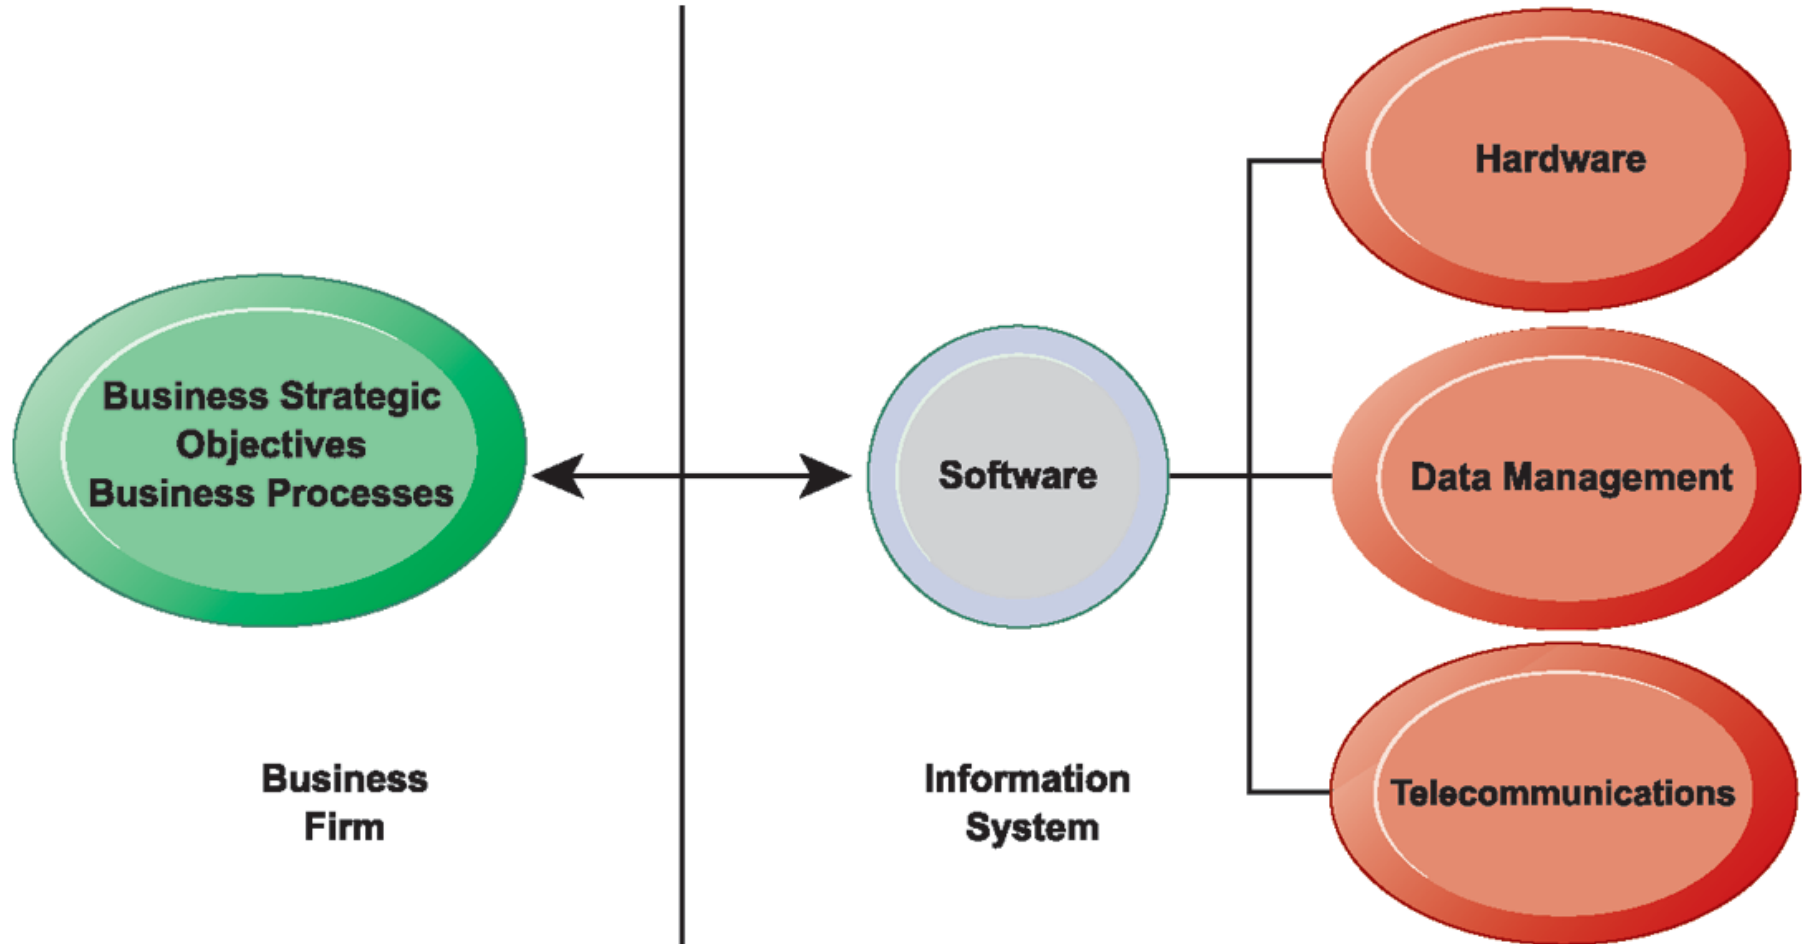 Business Strategic
Objectives
Business Processes
Business
Firm
Software
Information
System
Hardware
Data Management
Telecommunications